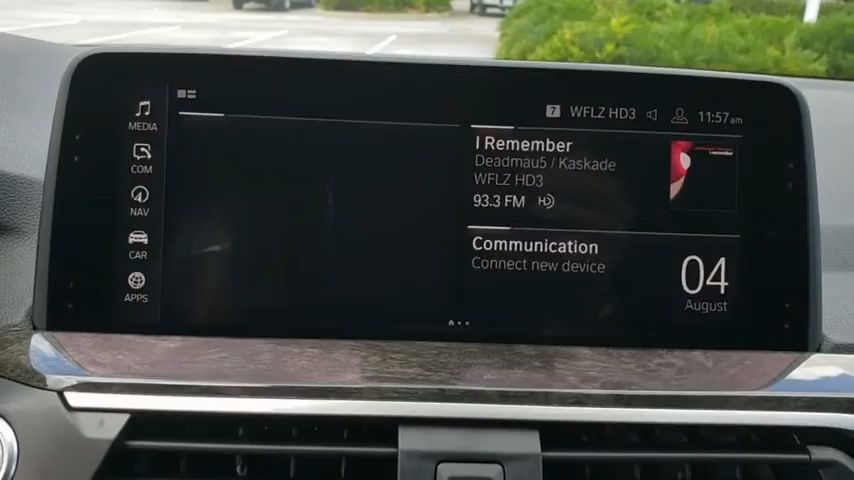 7 WFLZ HD3 11:57am
MEDIA
COM
NAV
CAR
APPS
I Remember
Deadmau5 / Kaskade
WFLZ HD3
93.3 FM HD
Communication
Connect new device
04
August